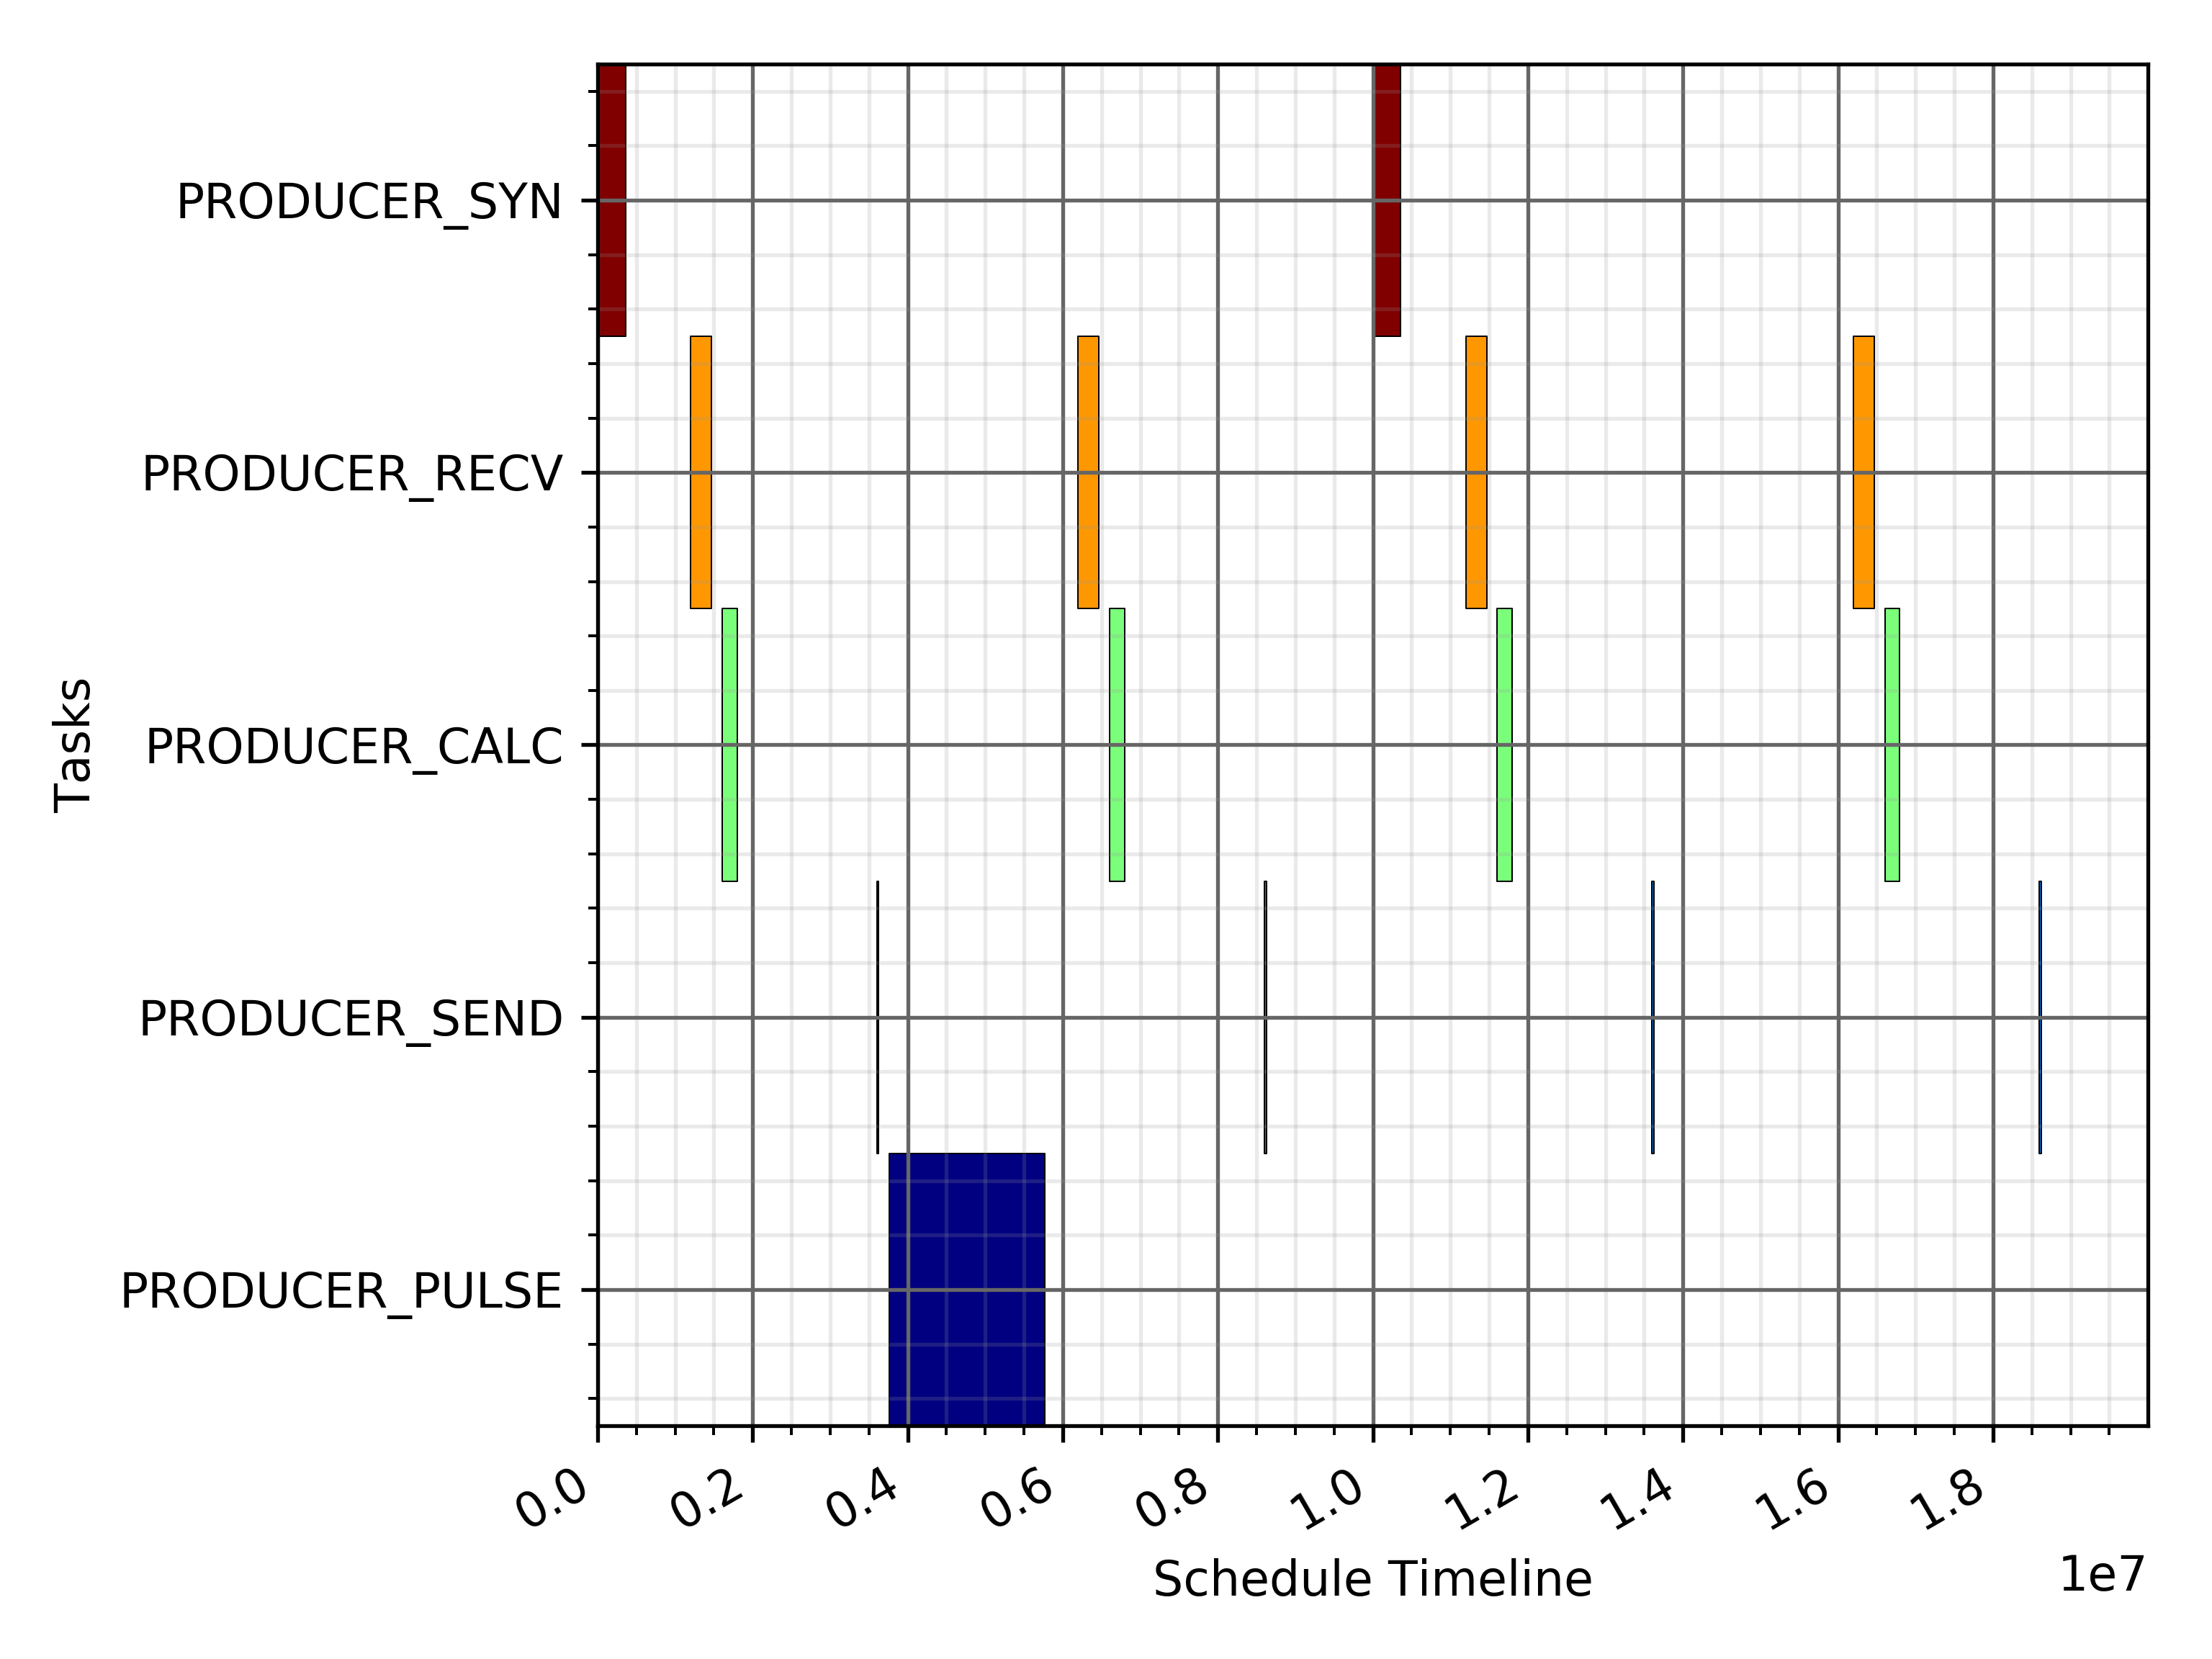 PRODUCER_SYN
PRODUCER_RECV
PRODUCER_CALC
PRODUCER_SEND
PRODUCER_PULSE
Tasks
0.0 0.2 0.4 0.6 0.8 1.0 1.2 1.4 1.6 1.8
Schedule Timeline
1e7